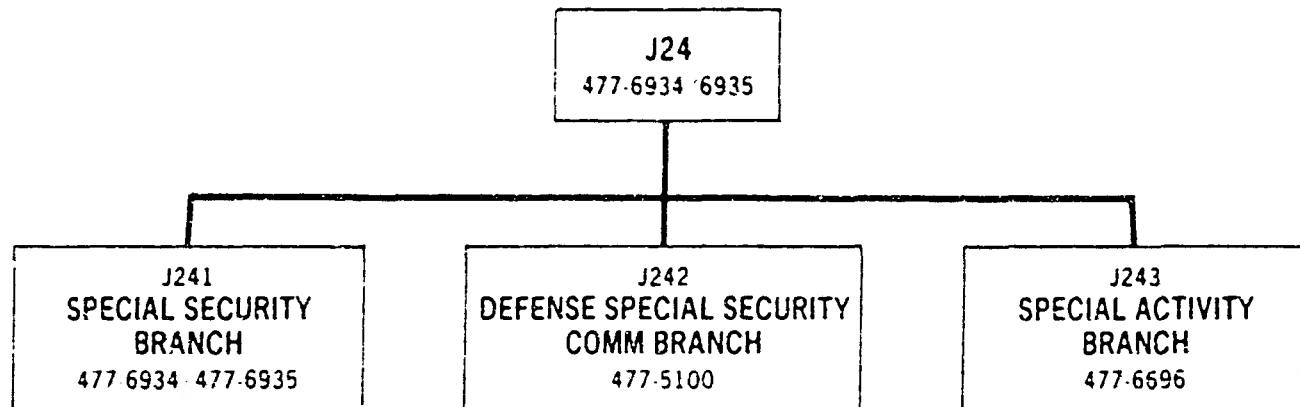 J24
477-6934 6935
J241
SPECIAL SECURITY
BRANCH
477-6934 477-6935
J242
DEFENSE SPECIAL SECURITY
COMM BRANCH
477-5100
J243
SPECIAL ACTIVITY
BRANCH
477-6696